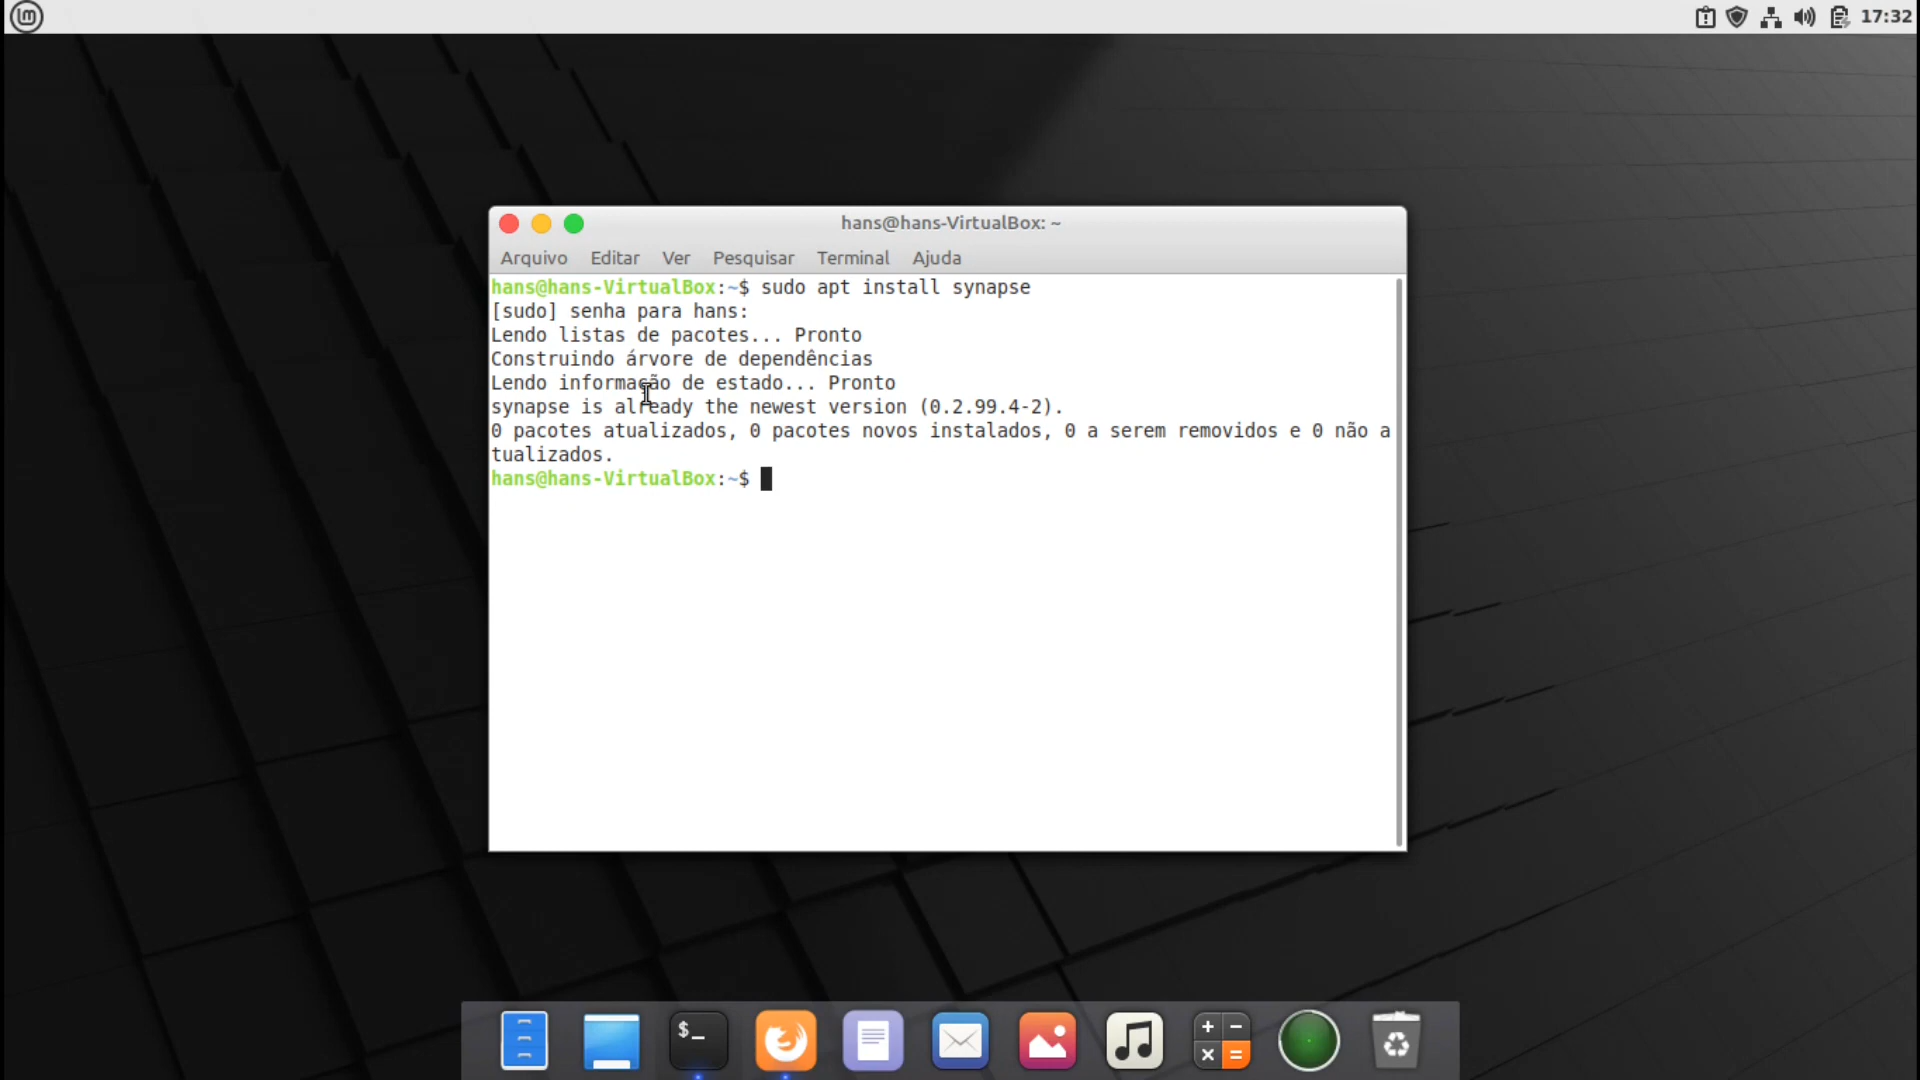 17:32
hans@hans-VirtualBox: ~
Arquivo Editar Ver Pesquisar Terminal Ajuda
hans@hans-VirtualBox:~$ sudo apt install synapse
[sudo] senha para hans:
Lendo listas de pacotes... Pronto
Construindo árvore de dependências
Lendo informação de estado... Pronto
synapse is already the newest version (0.2.99.4-2).
0 pacotes atualizados, 0 pacotes novos instalados, 0 a serem removidos e 0 não a
tualizados.
hans@hans-VirtualBox:~$
$_